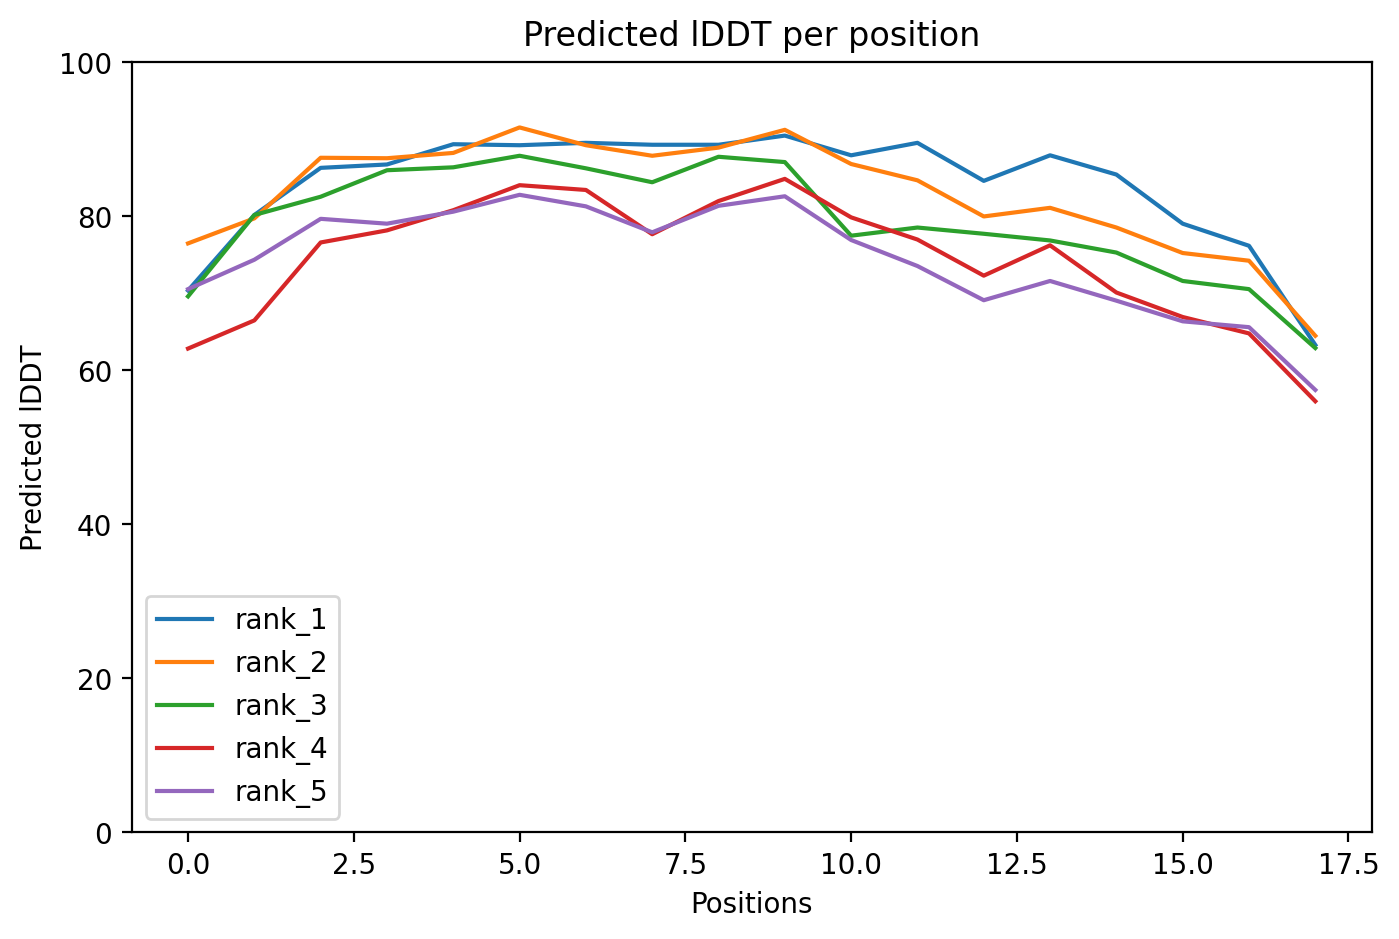 Predicted lDDT per position
100
80
60
40
20
0
Predicted lDDT
rank_1
rank_2
rank_3
rank_4
rank_5
0.0 2.5 5.0 7.5 10.0 12.5 15.0 17.5
Positions